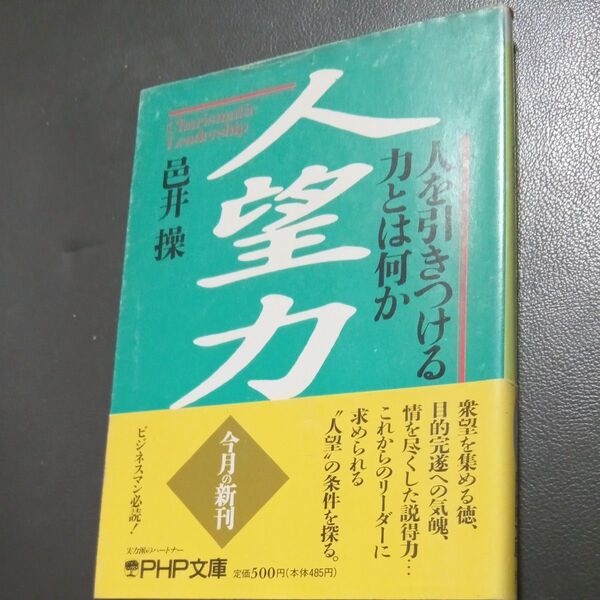 人を引きつける
力とは何か
人望力
Charismatic
Leadership
邑井 操
衆望を集める徳、
目的完遂への気魄、
情を尽くした説得力…
これからのリーダーに
求められる
〝人望〟の条件を探る。
今月の新刊
ビジネスマン必読!
実力派のパートナー
PHP文庫
定価500円(本体485円)